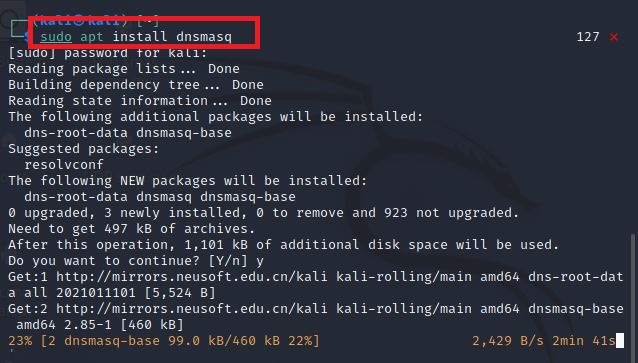 (kali㉿kali)-[~]
$ sudo apt install dnsmasq 127 ⨯
[sudo] password for kali:
Reading package lists... Done
Building dependency tree... Done
Reading state information... Done
The following additional packages will be installed:
  dns-root-data dnsmasq-base
Suggested packages:
  resolvconf
The following NEW packages will be installed:
  dns-root-data dnsmasq dnsmasq-base
0 upgraded, 3 newly installed, 0 to remove and 923 not upgraded.
Need to get 497 kB of archives.
After this operation, 1,101 kB of additional disk space will be used.
Do you want to continue? [Y/n] y
Get:1 http://mirrors.neusoft.edu.cn/kali kali-rolling/main amd64 dns-root-dat
a all 2021011101 [5,524 B]
Get:2 http://mirrors.neusoft.edu.cn/kali kali-rolling/main amd64 dnsmasq-base
 amd64 2.85-1 [460 kB]
23% [2 dnsmasq-base 99.0 kB/460 kB 22%] 2,429 B/s 2min 41s